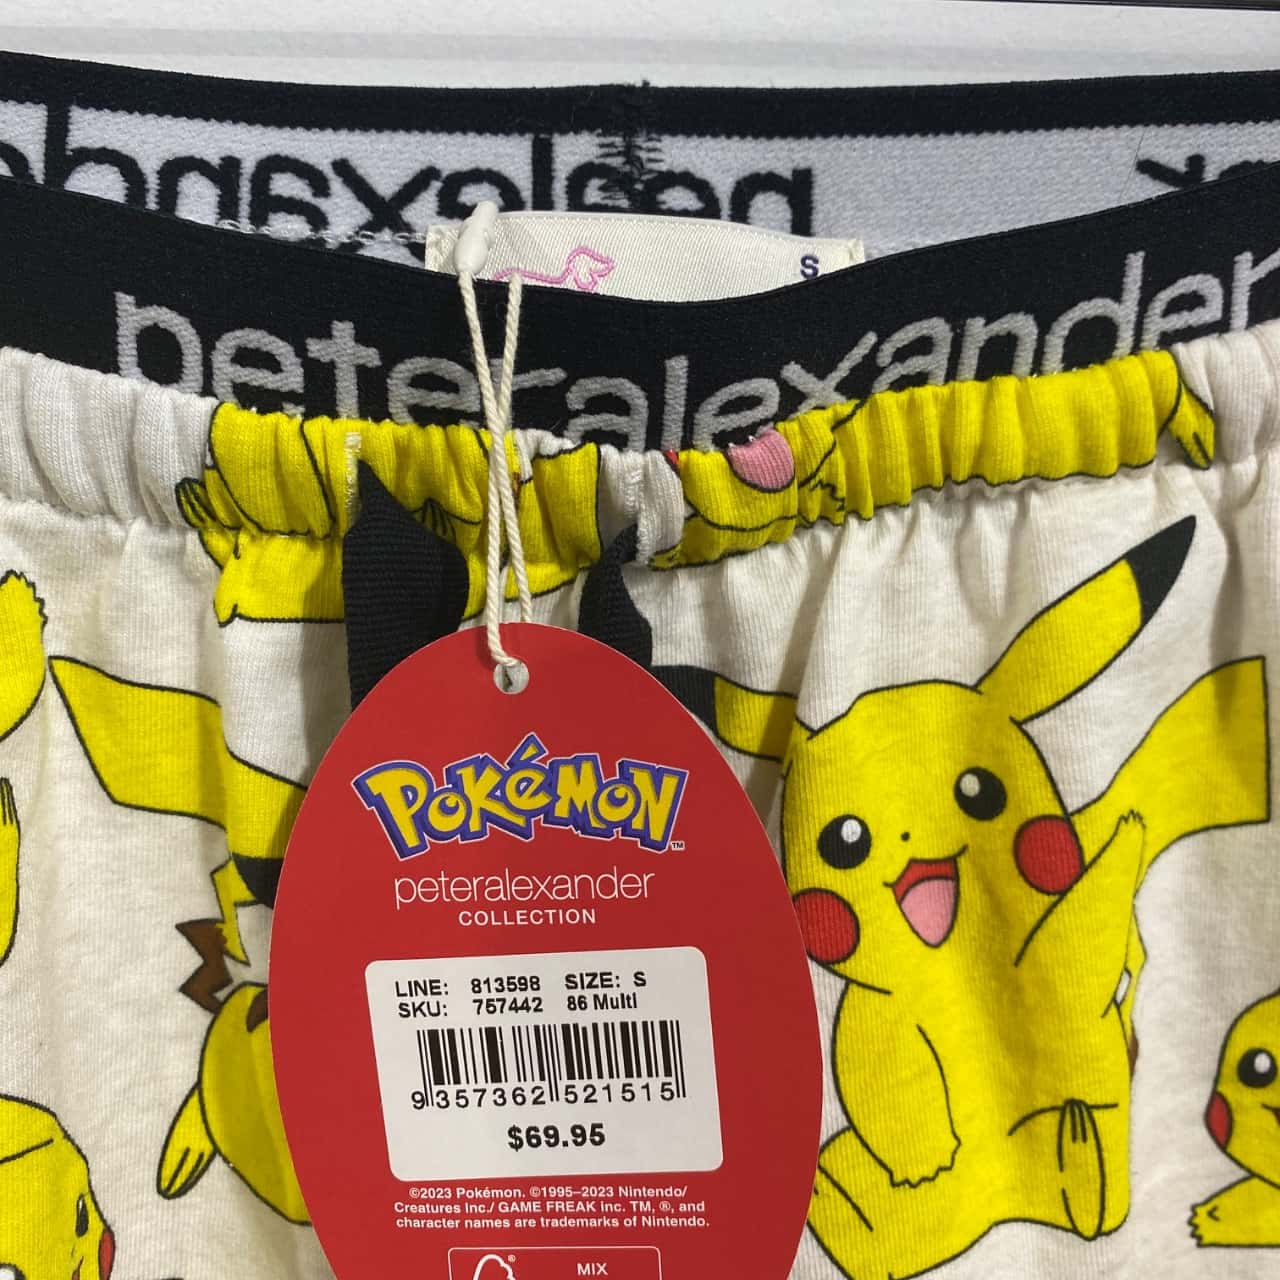 peteralexander
S
peteralexander
POKÉMON™
peteralexander
COLLECTION
LINE: 813598 SIZE: S
SKU: 757442 86 Multi
9 357362 521515
$69.95
©2023 Pokémon. ©1995–2023 Nintendo/
Creatures Inc./ GAME FREAK inc. TM, ®, and
character names are trademarks of Nintendo.
®
MIX